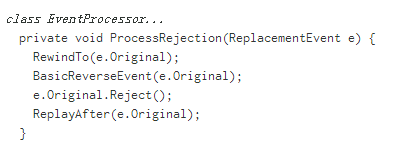 class EventProcessor...
  private void ProcessRejection(ReplacementEvent e) {
    RewindTo(e.Original);
    BasicReverseEvent(e.Original);
    e.Original.Reject();
    ReplayAfter(e.Original);
  }